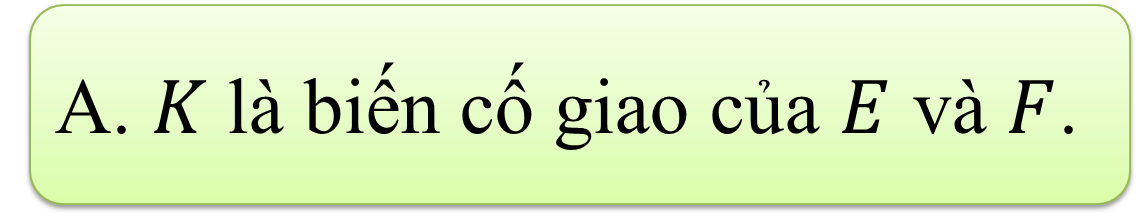 A. K là biến cố giao của E và F.